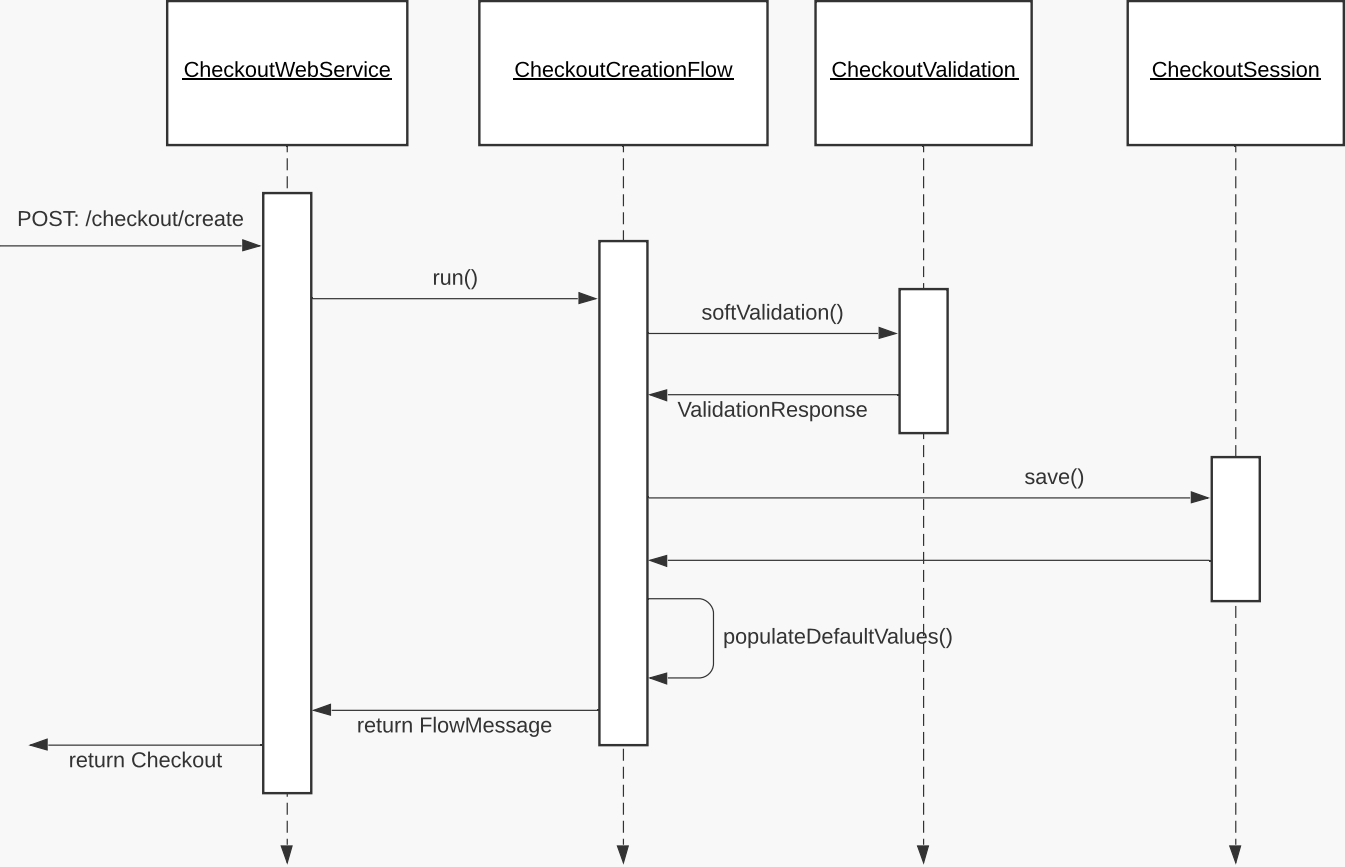 CheckoutWebService
CheckoutCreationFlow
CheckoutValidation
CheckoutSession
POST: /checkout/create
run()
softValidation()
ValidationResponse
save()
populateDefaultValues()
return FlowMessage
return Checkout